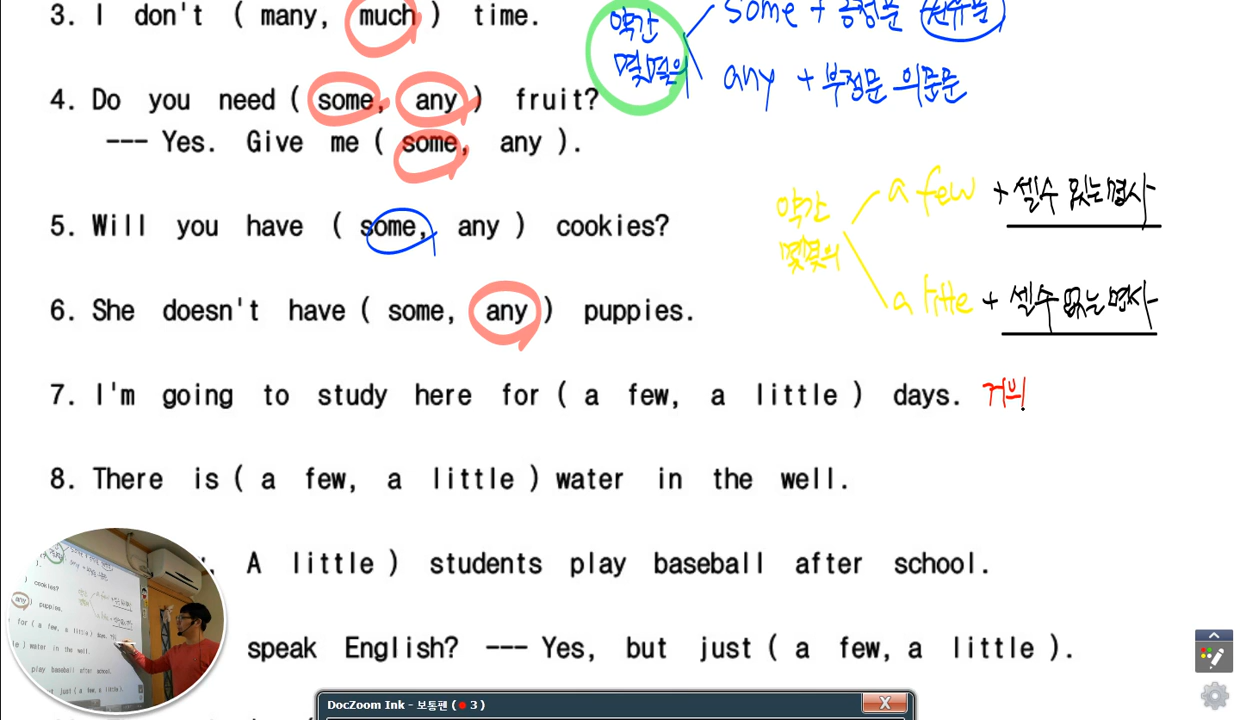 3. I don't ( many, much ) time.
약간 몇몇의
some + 긍정문
any + 부정문 의문문
4. Do you need ( some, any ) fruit?
--- Yes. Give me ( some, any ).
5. Will you have ( some, any ) cookies?
6. She doesn't have ( some, any ) puppies.
약간 몇몇의
a few + 셀수 있는명사
a little + 셀수 없는명사
7. I'm going to study here for ( a few, a little ) days. 거의
8. There is ( a few, a little ) water in the well.
A little ) students play baseball after school.
speak English? --- Yes, but just ( a few, a little ).
DocZoom Ink - 보통펜 ( 3 )
X